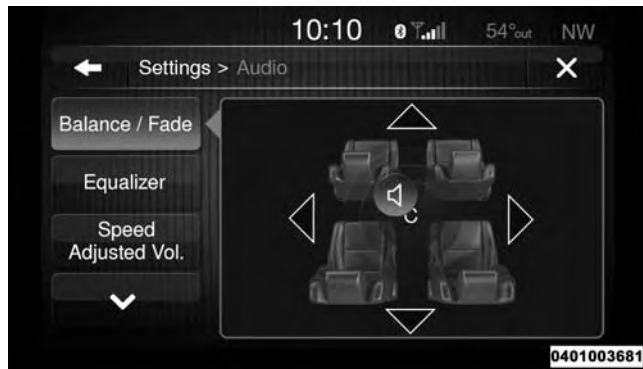 10:10 54°out NW
Settings > Audio
Balance / Fade
Equalizer
Speed
Adjusted Vol.
C
0401003681